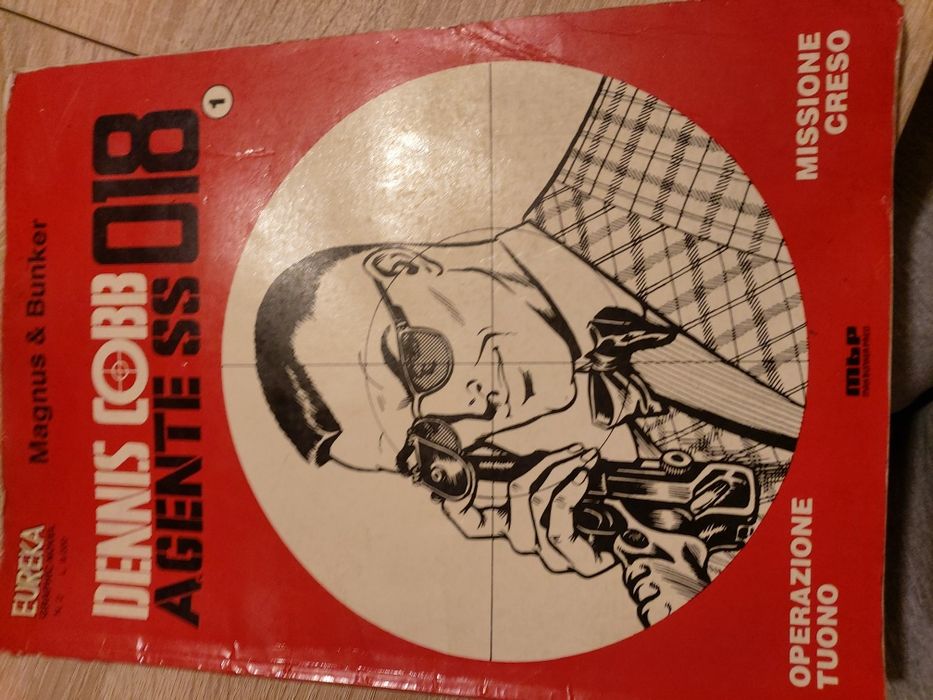 EUREKA
Magnus & Bunker
DENNIS COBB
AGENTE SS 018
1
OPERAZIONE
TUONO
mbp
MISSIONE
CRESO